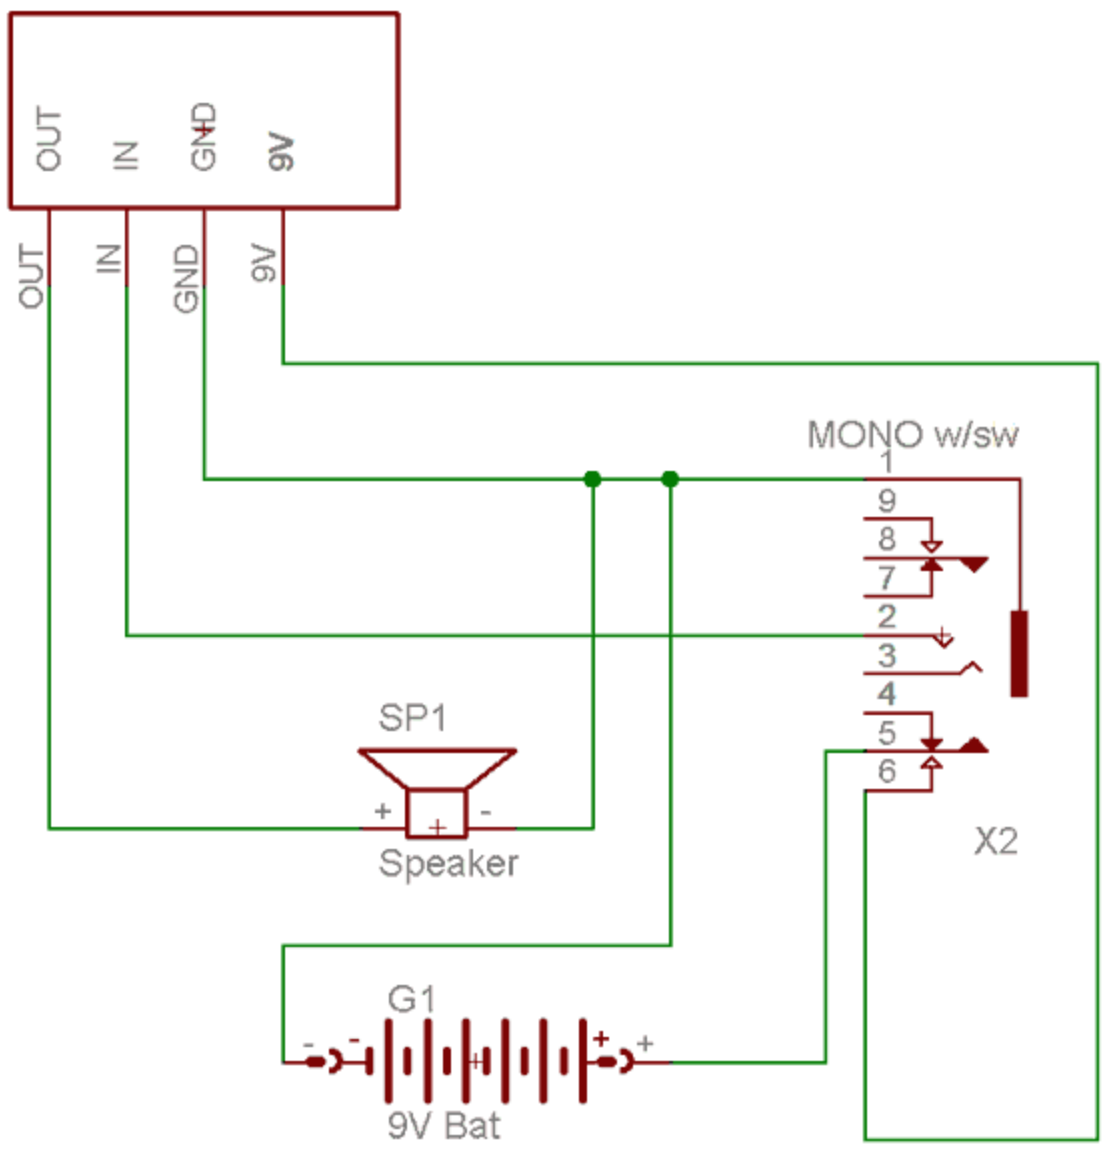 OUT IN GND 9V
OUT IN GND 9V
MONO w/sw
1
9
8
7
2
3
4
5
6
X2
SP1
+ -
Speaker
G1
- - + +
9V Bat